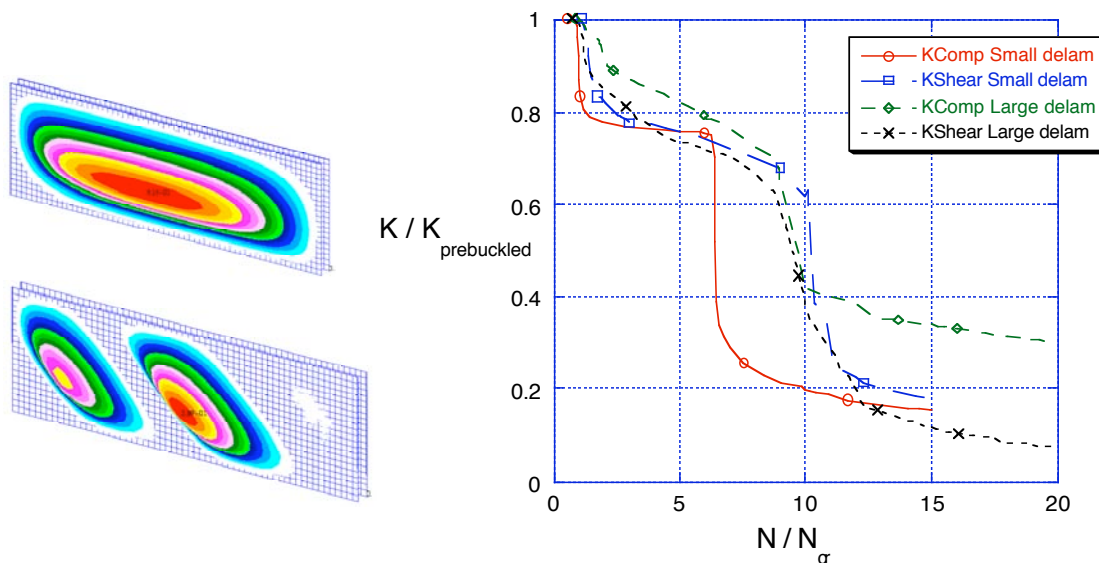 1
0.8
0.6
0.4
0.2
0
K / K
prebuckled
KComp Small delam
KShear Small delam
KComp Large delam
KShear Large delam
0 5 10 15 20
N / N
cr